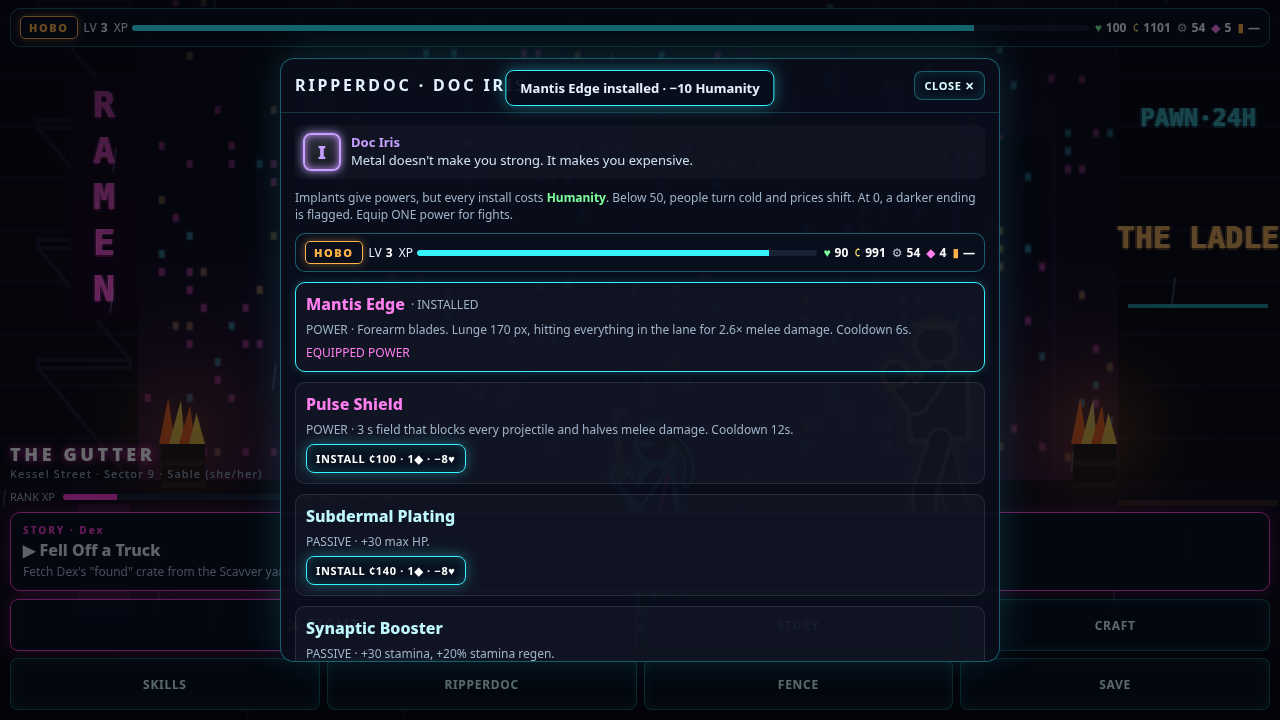 HOBO LV 3 XP ♥ 100 ¢ 1101 ⚙ 54 ◆ 5 ▮ —
RIPPERDOC · DOC IR
Mantis Edge installed · −10 Humanity
CLOSE ✕
RAMEN
PAWN·24H
THE LADLE
I
Doc Iris
Metal doesn't make you strong. It makes you expensive.
Implants give powers, but every install costs Humanity. Below 50, people turn cold and prices shift. At 0, a darker ending
is flagged. Equip ONE power for fights.
HOBO LV 3 XP ♥ 90 ¢ 991 ⚙ 54 ◆ 4 ▮ —
Mantis Edge · INSTALLED
POWER · Forearm blades. Lunge 170 px, hitting everything in the lane for 2.6× melee damage. Cooldown 6s.
EQUIPPED POWER
Pulse Shield
POWER · 3 s field that blocks every projectile and halves melee damage. Cooldown 12s.
INSTALL ¢100 · 1◆ · −8♥
Subdermal Plating
PASSIVE · +30 max HP.
INSTALL ¢140 · 1◆ · −8♥
Synaptic Booster
PASSIVE · +30 stamina, +20% stamina regen.
THE GUTTER
Kessel Street · Sector 9 · Sable (she/her)
RANK XP
STORY · Dex
▶ Fell Off a Truck
Fetch Dex's "found" crate from the Scavver ya
STORY
CRAFT
SKILLS
RIPPERDOC
FENCE
SAVE